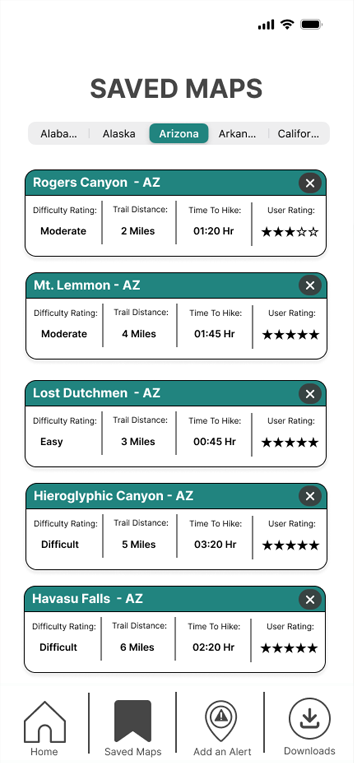 SAVED MAPS
Alaba... Alaska Arizona Arkan... Califor...
Rogers Canyon - AZ
Difficulty Rating: Trail Distance: Time To Hike: User Rating:
Moderate 2 Miles 01:20 Hr ★★★☆☆
Mt. Lemmon - AZ
Difficulty Rating: Trail Distance: Time To Hike: User Rating:
Moderate 4 Miles 01:45 Hr ★★★★★
Lost Dutchmen - AZ
Difficulty Rating: Trail Distance: Time To Hike: User Rating:
Easy 3 Miles 00:45 Hr ★★★★★
Hieroglyphic Canyon - AZ
Difficulty Rating: Trail Distance: Time To Hike: User Rating:
Difficult 5 Miles 03:20 Hr ★★★★★
Havasu Falls - AZ
Difficulty Rating: Trail Distance: Time To Hike: User Rating:
Difficult 6 Miles 02:20 Hr ★★★★★
Home Saved Maps Add an Alert Downloads